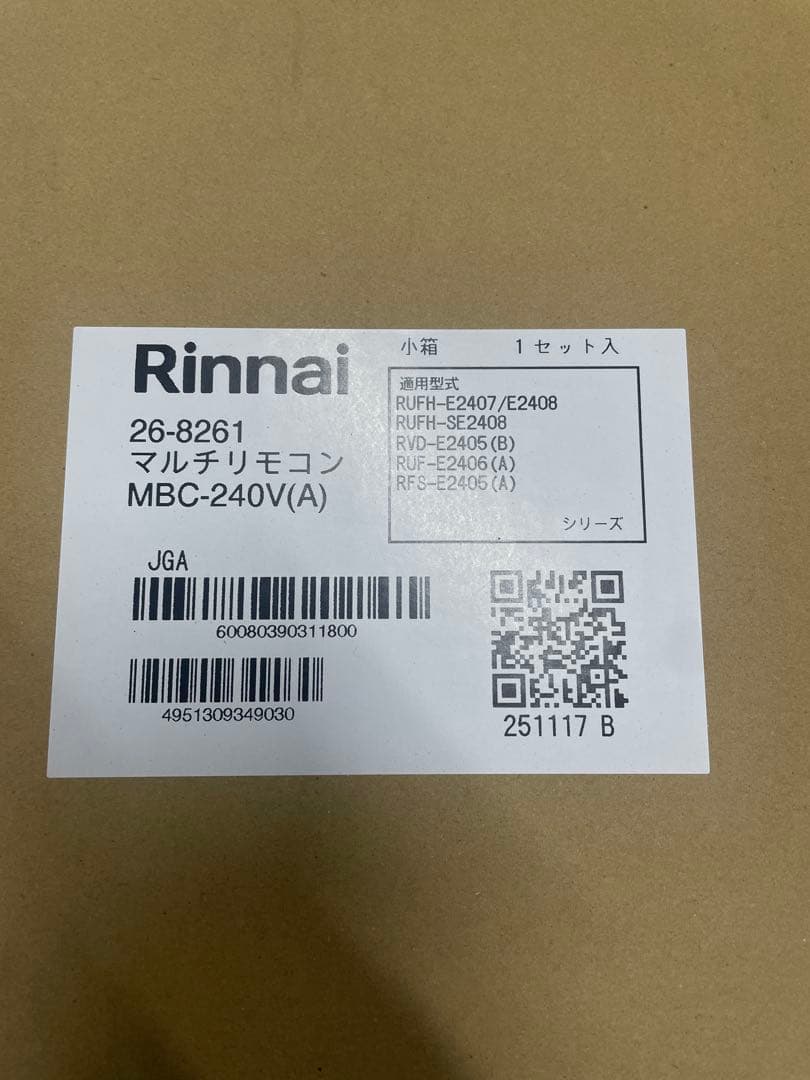 Rinnai
26-8261
マルチリモコン
MBC-240V(A)
小箱 1セット入
適用型式
RUFH-E2407/E2408
RUFH-SE2408
RVD-E2405(B)
RUF-E2406(A)
RFS-E2405(A)
シリーズ
JGA
60080390311800
4951309349030
251117 B